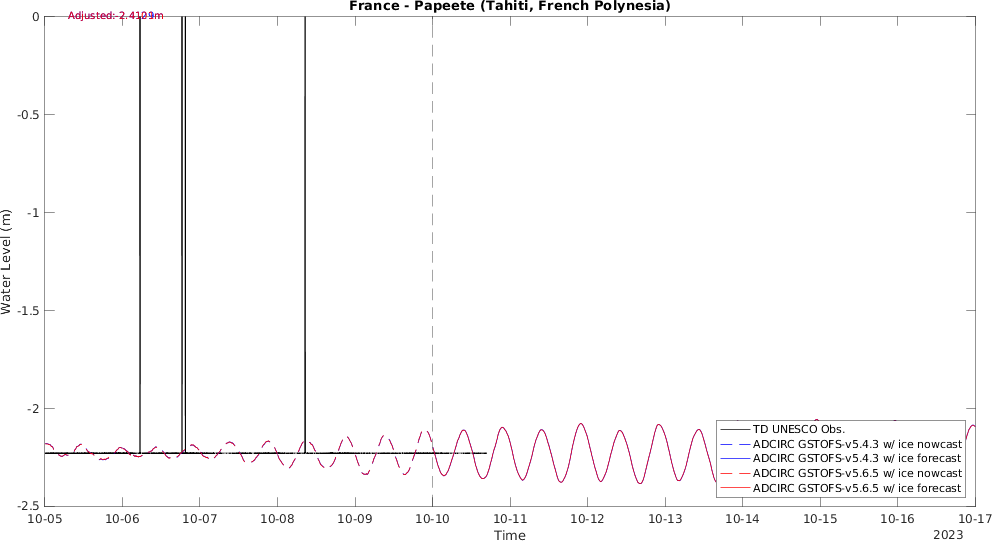 France - Papeete (Tahiti, French Polynesia)
Adjusted:
0
-0.5
-1
-1.5
-2
-2.5
Water Level (m)
TD UNESCO Obs.
ADCIRC GSTOFS-v5.4.3 w/ ice nowcast
ADCIRC GSTOFS-v5.4.3 w/ ice forecast
ADCIRC GSTOFS-v5.6.5 w/ ice nowcast
ADCIRC GSTOFS-v5.6.5 w/ ice forecast
10-05 10-06 10-07 10-08 10-09 10-10 10-11 10-12 10-13 10-14 10-15 10-16 10-17
Time
2023